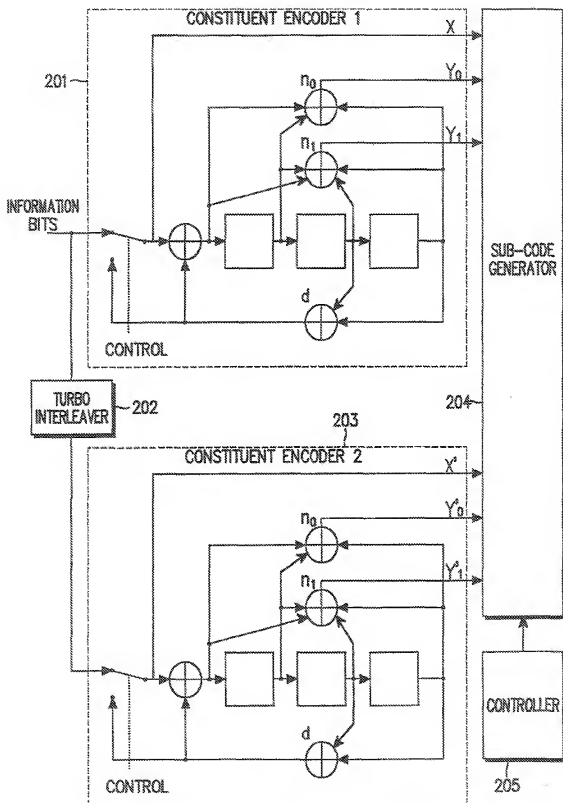 CONSTITUENT ENCODER 1
X
201
n0
Y0
n1
Y1
INFORMATION
BITS
SUB-CODE
GENERATOR
d
CONTROL
TURBO
INTERLEAVER
202
204
203
CONSTITUENT ENCODER 2
X'
n0
Y'0
n1
Y'1
CONTROLLER
d
205
CONTROL